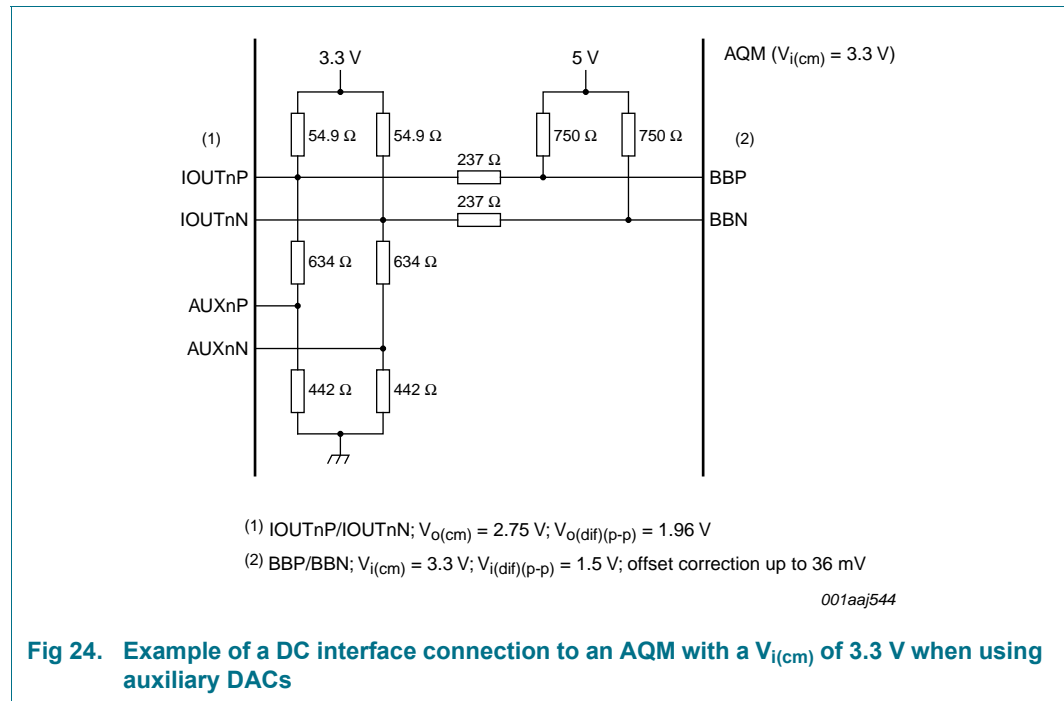 3.3 V
5 V
AQM (Vi(cm) = 3.3 V)
(1)
54.9 Ω
54.9 Ω
750 Ω
750 Ω
(2)
237 Ω
IOUTnP
BBP
237 Ω
IOUTnN
BBN
634 Ω
634 Ω
AUXnP
AUXnN
442 Ω
442 Ω
(1) IOUTnP/IOUTnN; Vo(cm) = 2.75 V; Vo(dif)(p-p) = 1.96 V
(2) BBP/BBN; Vi(cm) = 3.3 V; Vi(dif)(p-p) = 1.5 V; offset correction up to 36 mV
001aaj544
Fig 24. Example of a DC interface connection to an AQM with a Vi(cm) of 3.3 V when using
auxiliary DACs